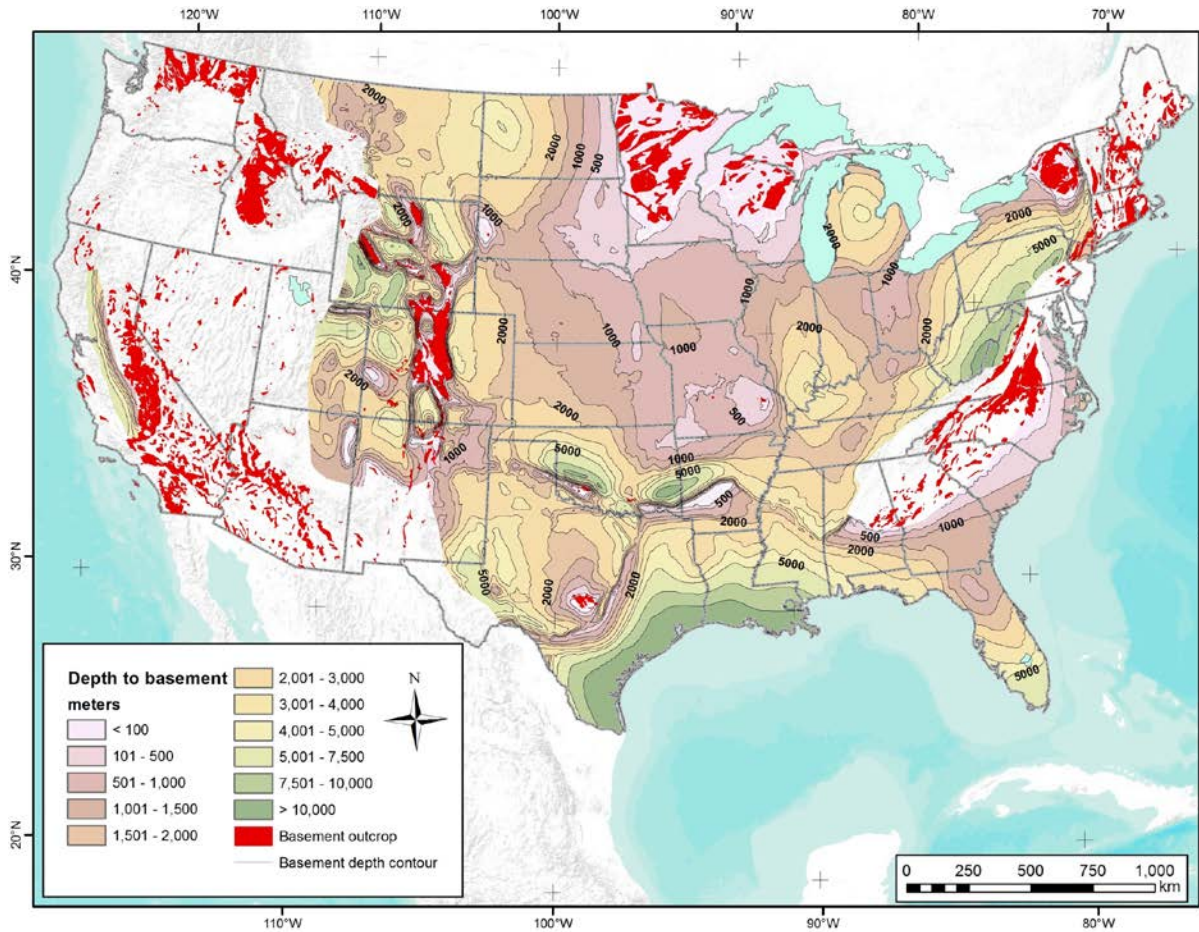 120°W 110°W 100°W 90°W 80°W 70°W
40°N
30°N
20°N
2000
2000
1000
500
2000
1000
2000
2000
5000
1000
1000
2000
1000
2000
2000
1000
2000
500
2000
1000
5000
1000
5000
500
2000
500
1000
2000
5000
5000
2000
2000
5000
Depth to basement
meters
< 100
101 - 500
501 - 1,000
1,001 - 1,500
1,501 - 2,000
2,001 - 3,000
3,001 - 4,000
4,001 - 5,000
5,001 - 7,500
7,501 - 10,000
> 10,000
Basement outcrop
Basement depth contour
N
0 250 500 750 1,000
km
110°W 100°W 90°W 80°W